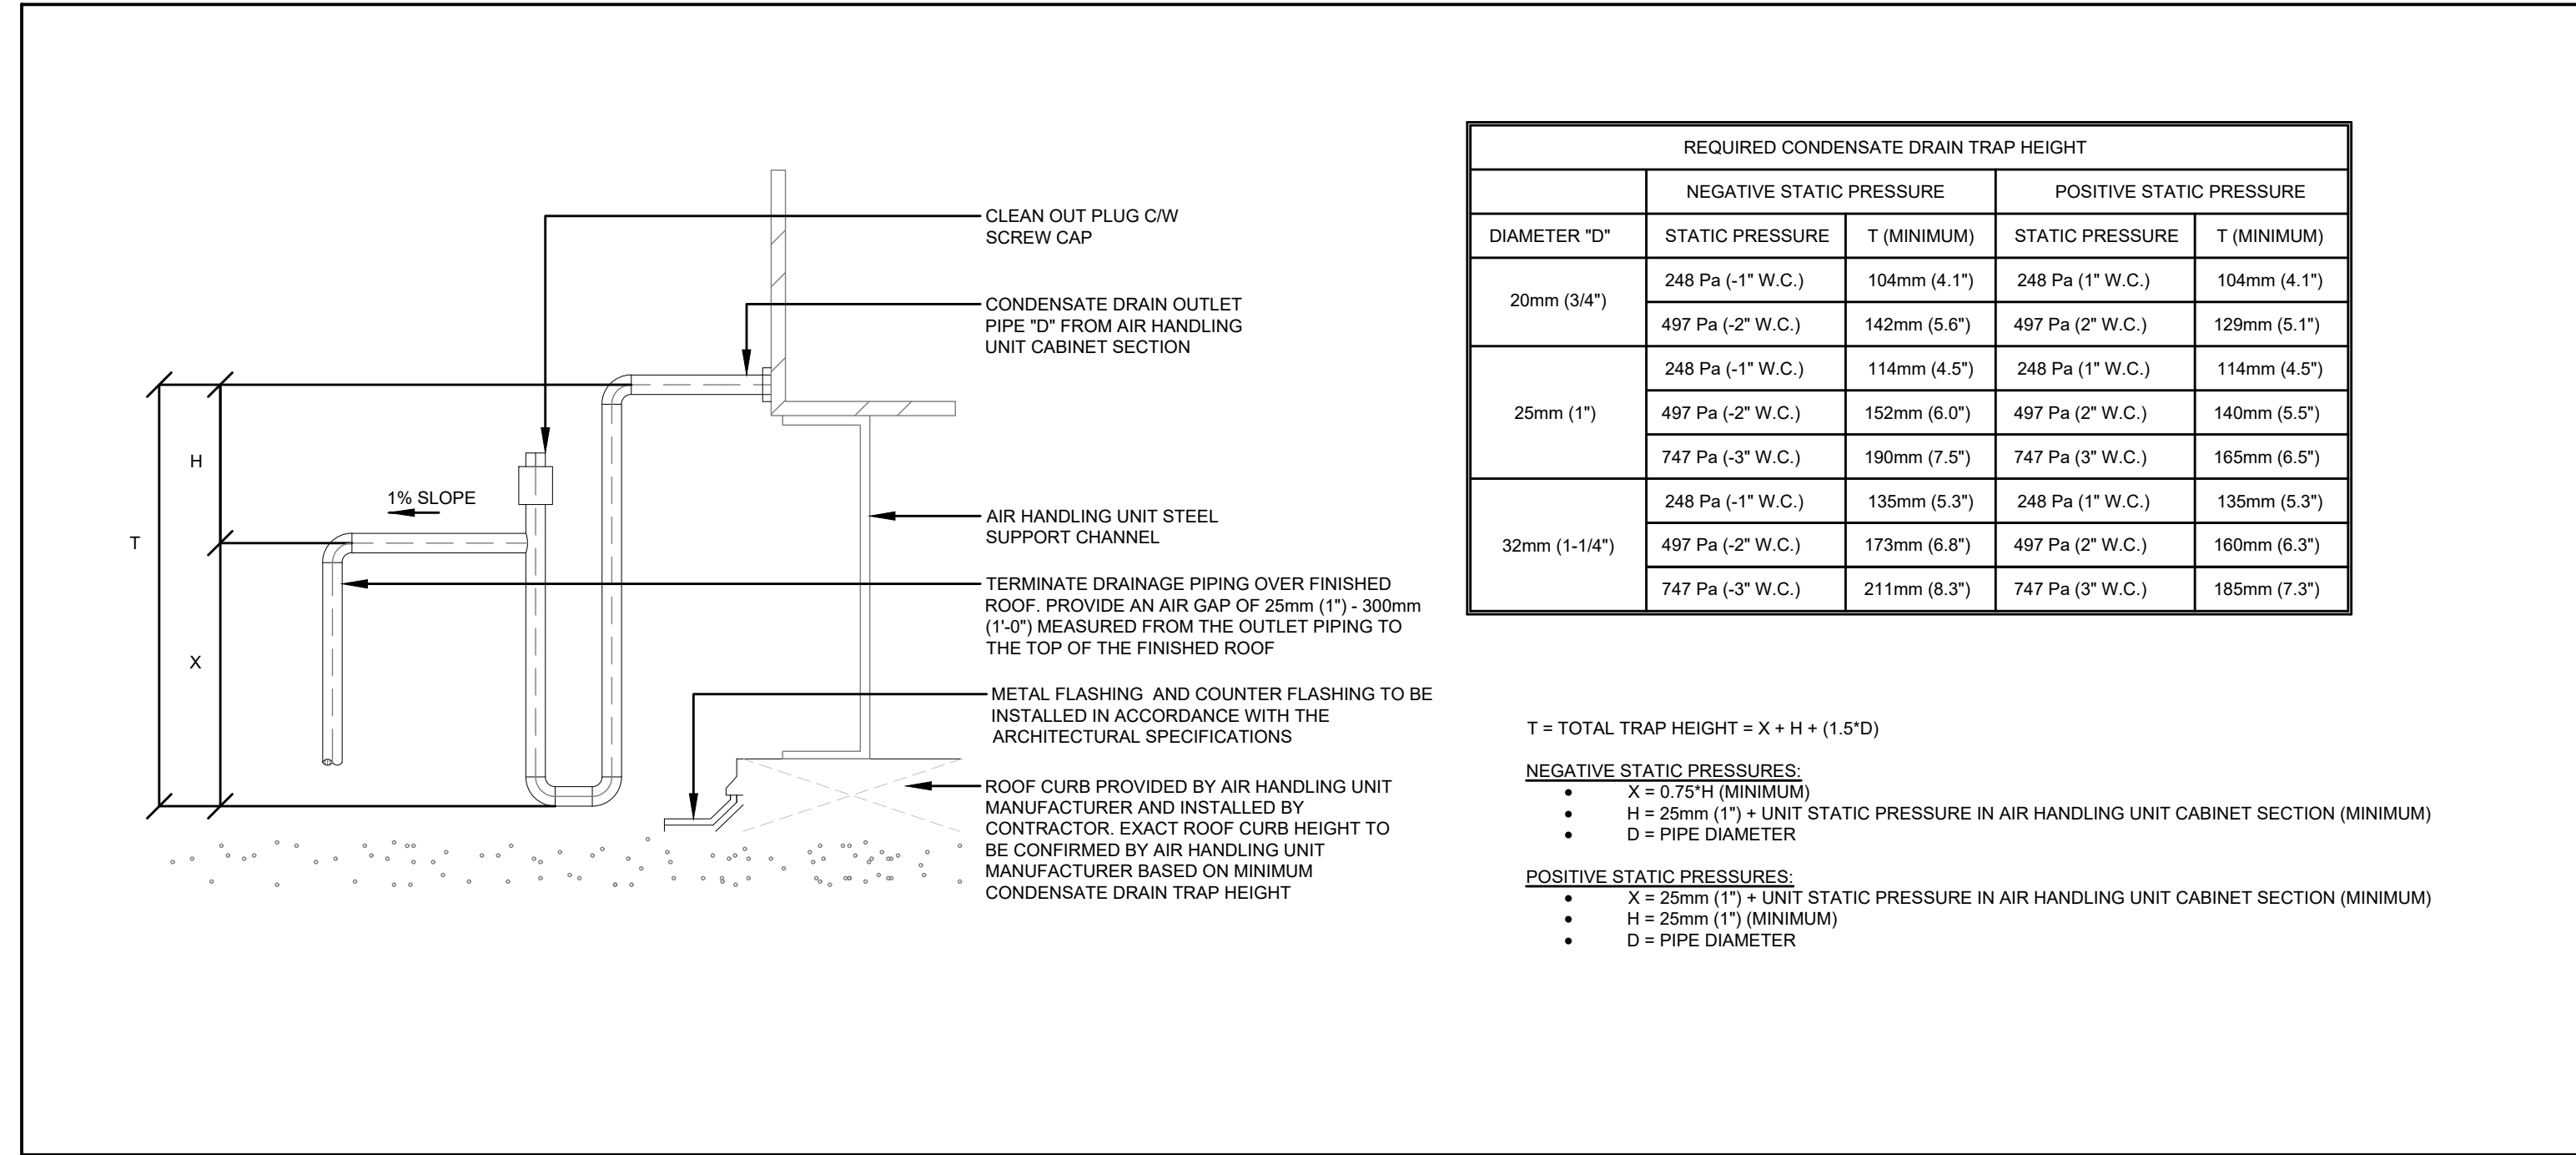 CLEAN OUT PLUG C/W
SCREW CAP
CONDENSATE DRAIN OUTLET
PIPE "D" FROM AIR HANDLING
UNIT CABINET SECTION
H
1% SLOPE
T
X
AIR HANDLING UNIT STEEL
SUPPORT CHANNEL
TERMINATE DRAINAGE PIPING OVER FINISHED
ROOF. PROVIDE AN AIR GAP OF 25mm (1") - 300mm
(1'-0") MEASURED FROM THE OUTLET PIPING TO
THE TOP OF THE FINISHED ROOF
METAL FLASHING AND COUNTER FLASHING TO BE
INSTALLED IN ACCORDANCE WITH THE
ARCHITECTURAL SPECIFICATIONS
ROOF CURB PROVIDED BY AIR HANDLING UNIT
MANUFACTURER AND INSTALLED BY
CONTRACTOR. EXACT ROOF CURB HEIGHT TO
BE CONFIRMED BY AIR HANDLING UNIT
MANUFACTURER BASED ON MINIMUM
CONDENSATE DRAIN TRAP HEIGHT
REQUIRED CONDENSATE DRAIN TRAP HEIGHT
NEGATIVE STATIC PRESSURE POSITIVE STATIC PRESSURE
DIAMETER "D" STATIC PRESSURE T (MINIMUM) STATIC PRESSURE T (MINIMUM)
20mm (3/4")
248 Pa (-1" W.C.) 104mm (4.1") 248 Pa (1" W.C.) 104mm (4.1")
497 Pa (-2" W.C.) 142mm (5.6") 497 Pa (2" W.C.) 129mm (5.1")
25mm (1")
248 Pa (-1" W.C.) 114mm (4.5") 248 Pa (1" W.C.) 114mm (4.5")
497 Pa (-2" W.C.) 152mm (6.0") 497 Pa (2" W.C.) 140mm (5.5")
747 Pa (-3" W.C.) 190mm (7.5") 747 Pa (3" W.C.) 165mm (6.5")
32mm (1-1/4")
248 Pa (-1" W.C.) 135mm (5.3") 248 Pa (1" W.C.) 135mm (5.3")
497 Pa (-2" W.C.) 173mm (6.8") 497 Pa (2" W.C.) 160mm (6.3")
747 Pa (-3" W.C.) 211mm (8.3") 747 Pa (3" W.C.) 185mm (7.3")
T = TOTAL TRAP HEIGHT = X + H + (1.5*D)
NEGATIVE STATIC PRESSURES:
• X = 0.75*H (MINIMUM)
• H = 25mm (1") + UNIT STATIC PRESSURE IN AIR HANDLING UNIT CABINET SECTION (MINIMUM)
• D = PIPE DIAMETER
POSITIVE STATIC PRESSURES:
• X = 25mm (1") + UNIT STATIC PRESSURE IN AIR HANDLING UNIT CABINET SECTION (MINIMUM)
• H = 25mm (1") (MINIMUM)
• D = PIPE DIAMETER